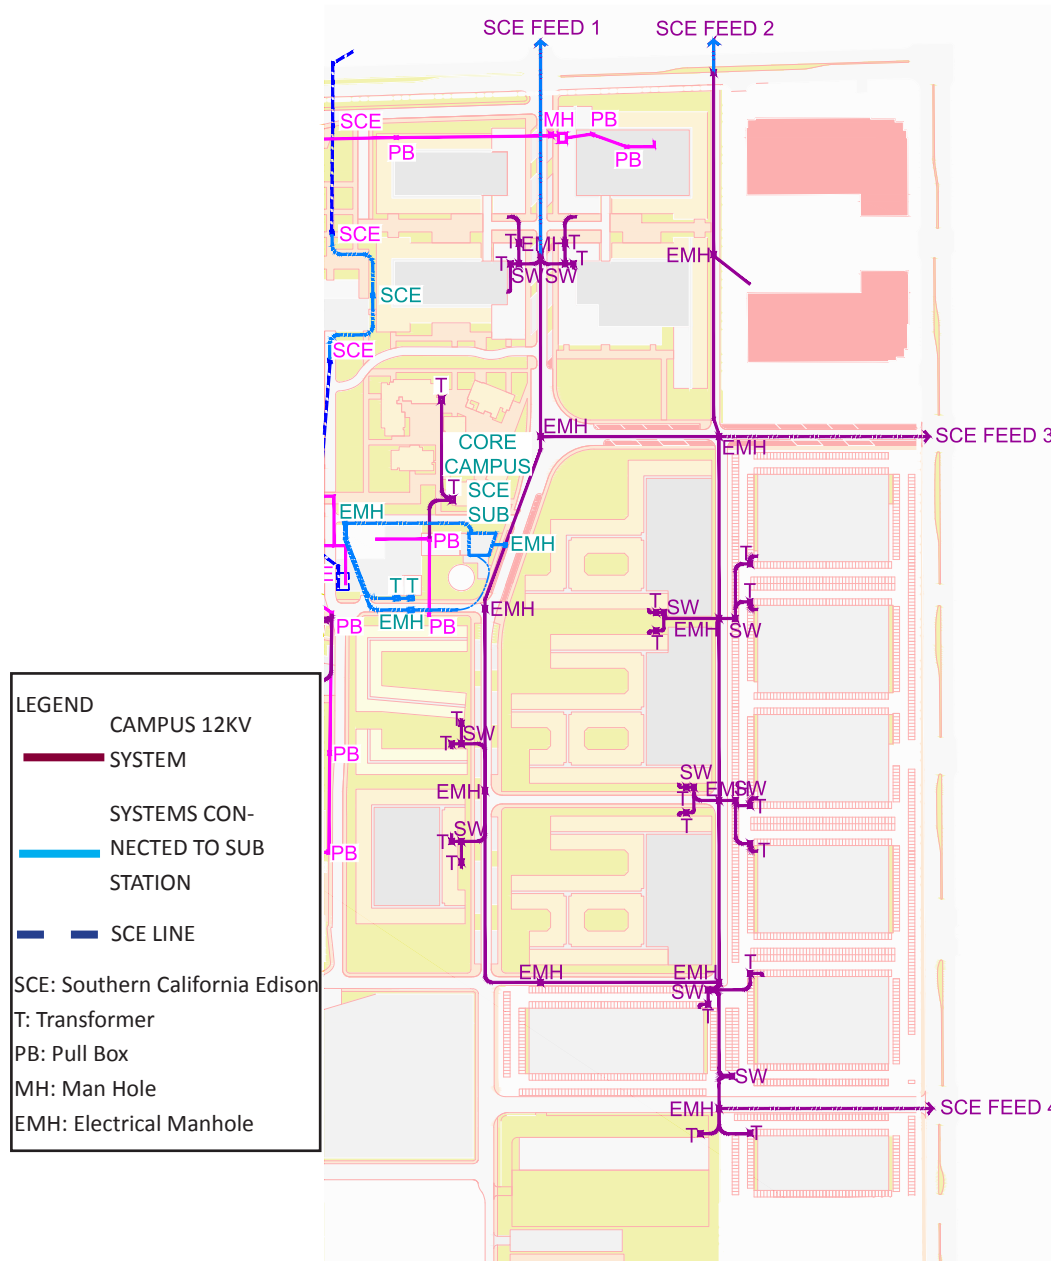 SCE FEED 1
SCE FEED 2
SCE
MH
PB
PB
PB
SCE
T
EMH
T
EMH
T
SW
SW
T
SCE
SCE
T
EMH
SCE FEED 3
EMH
CORE
CAMPUS
SCE
SUB
T
EMH
PB
EMH
T
T T
T
EMH
T
SW
EMH
PB
PB
EMH
SW
T
LEGEND
CAMPUS 12KV
SYSTEM
SYSTEMS CON-
NECTED TO SUB
STATION
SCE LINE
SCE: Southern California Edison
T: Transformer
PB: Pull Box
MH: Man Hole
EMH: Electrical Manhole
T
SW
T
PB
SW
EMH
EMH
SW
T
T
T
SW
T
PB
T
T
T
EMH
EMH
SW
T
SW
EMH
SCE FEED 4
T
T